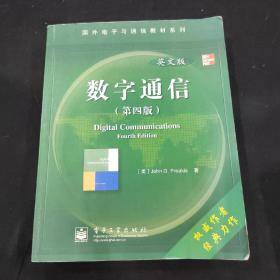 国外电子与通信教材系列
英文版
数字通信
（第四版）
Digital Communications
Fourth Edition
［美］John G. Proakis 著
权威作者
经典力作
电子工业出版社